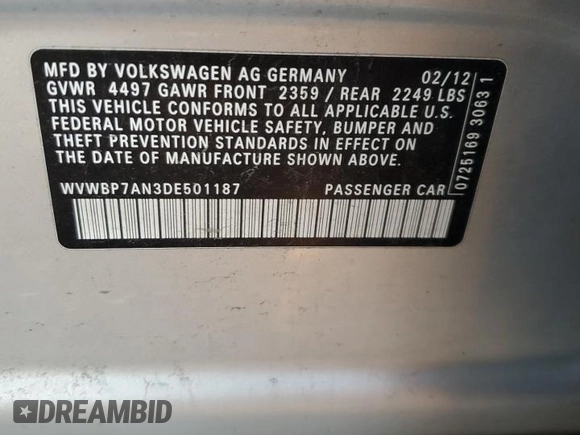 MFD BY VOLKSWAGEN AG GERMANY 02/12
GVWR 4497 GAWR FRONT 2359 / REAR 2249 LBS
THIS VEHICLE CONFORMS TO ALL APPLICABLE U.S.
FEDERAL MOTOR VEHICLE SAFETY, BUMPER AND
THEFT PREVENTION STANDARDS IN EFFECT ON
THE DATE OF MANUFACTURE SHOWN ABOVE.
WVWBP7AN3DE501187 PASSENGER CAR
0725169 3063 1
DREAMBID